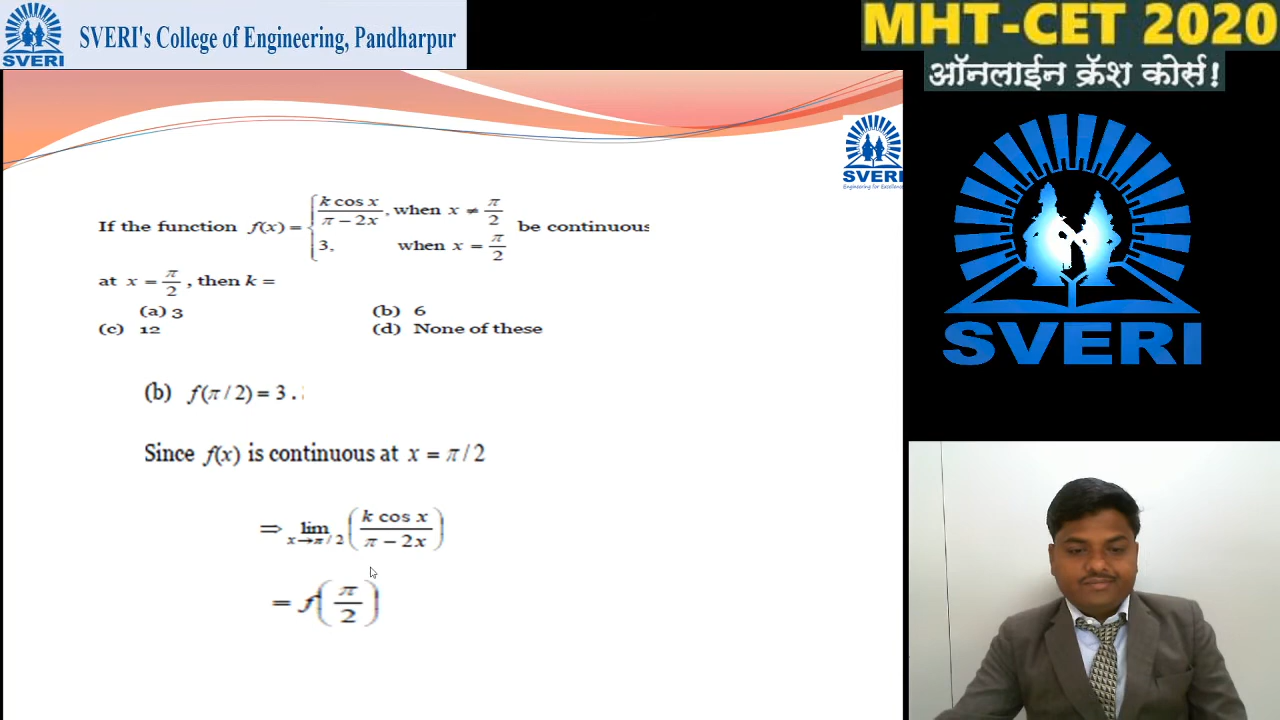 SVERI's College of Engineering, Pandharpur
SVERI
MHT-CET 2020
ऑनलाईन क्रॅश कोर्स!
SVERI
Engineering for Excellence
SVERI
If the function f(x) = { k cos x / π − 2x, when x ≠ π/2 be continuous
3, when x = π/2
at x = π/2, then k =
(a) 3 (b) 6
(c) 12 (d) None of these
(b) f(π / 2) = 3 .
Since f(x) is continuous at x = π / 2
⇒ lim x→π/2 (k cos x / π − 2x)
= f(π/2)